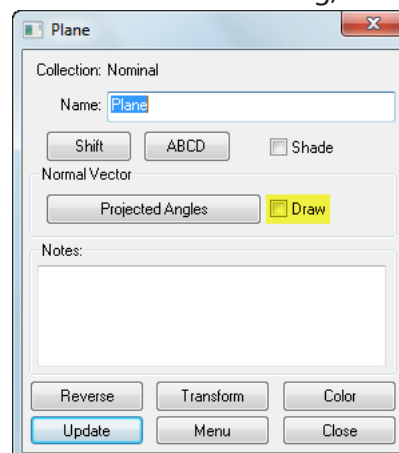 Plane
Collection: Nominal
Name: Plane
Shift ABCD Shade
Normal Vector
Projected Angles Draw
Notes:
Reverse Transform Color
Update Menu Close